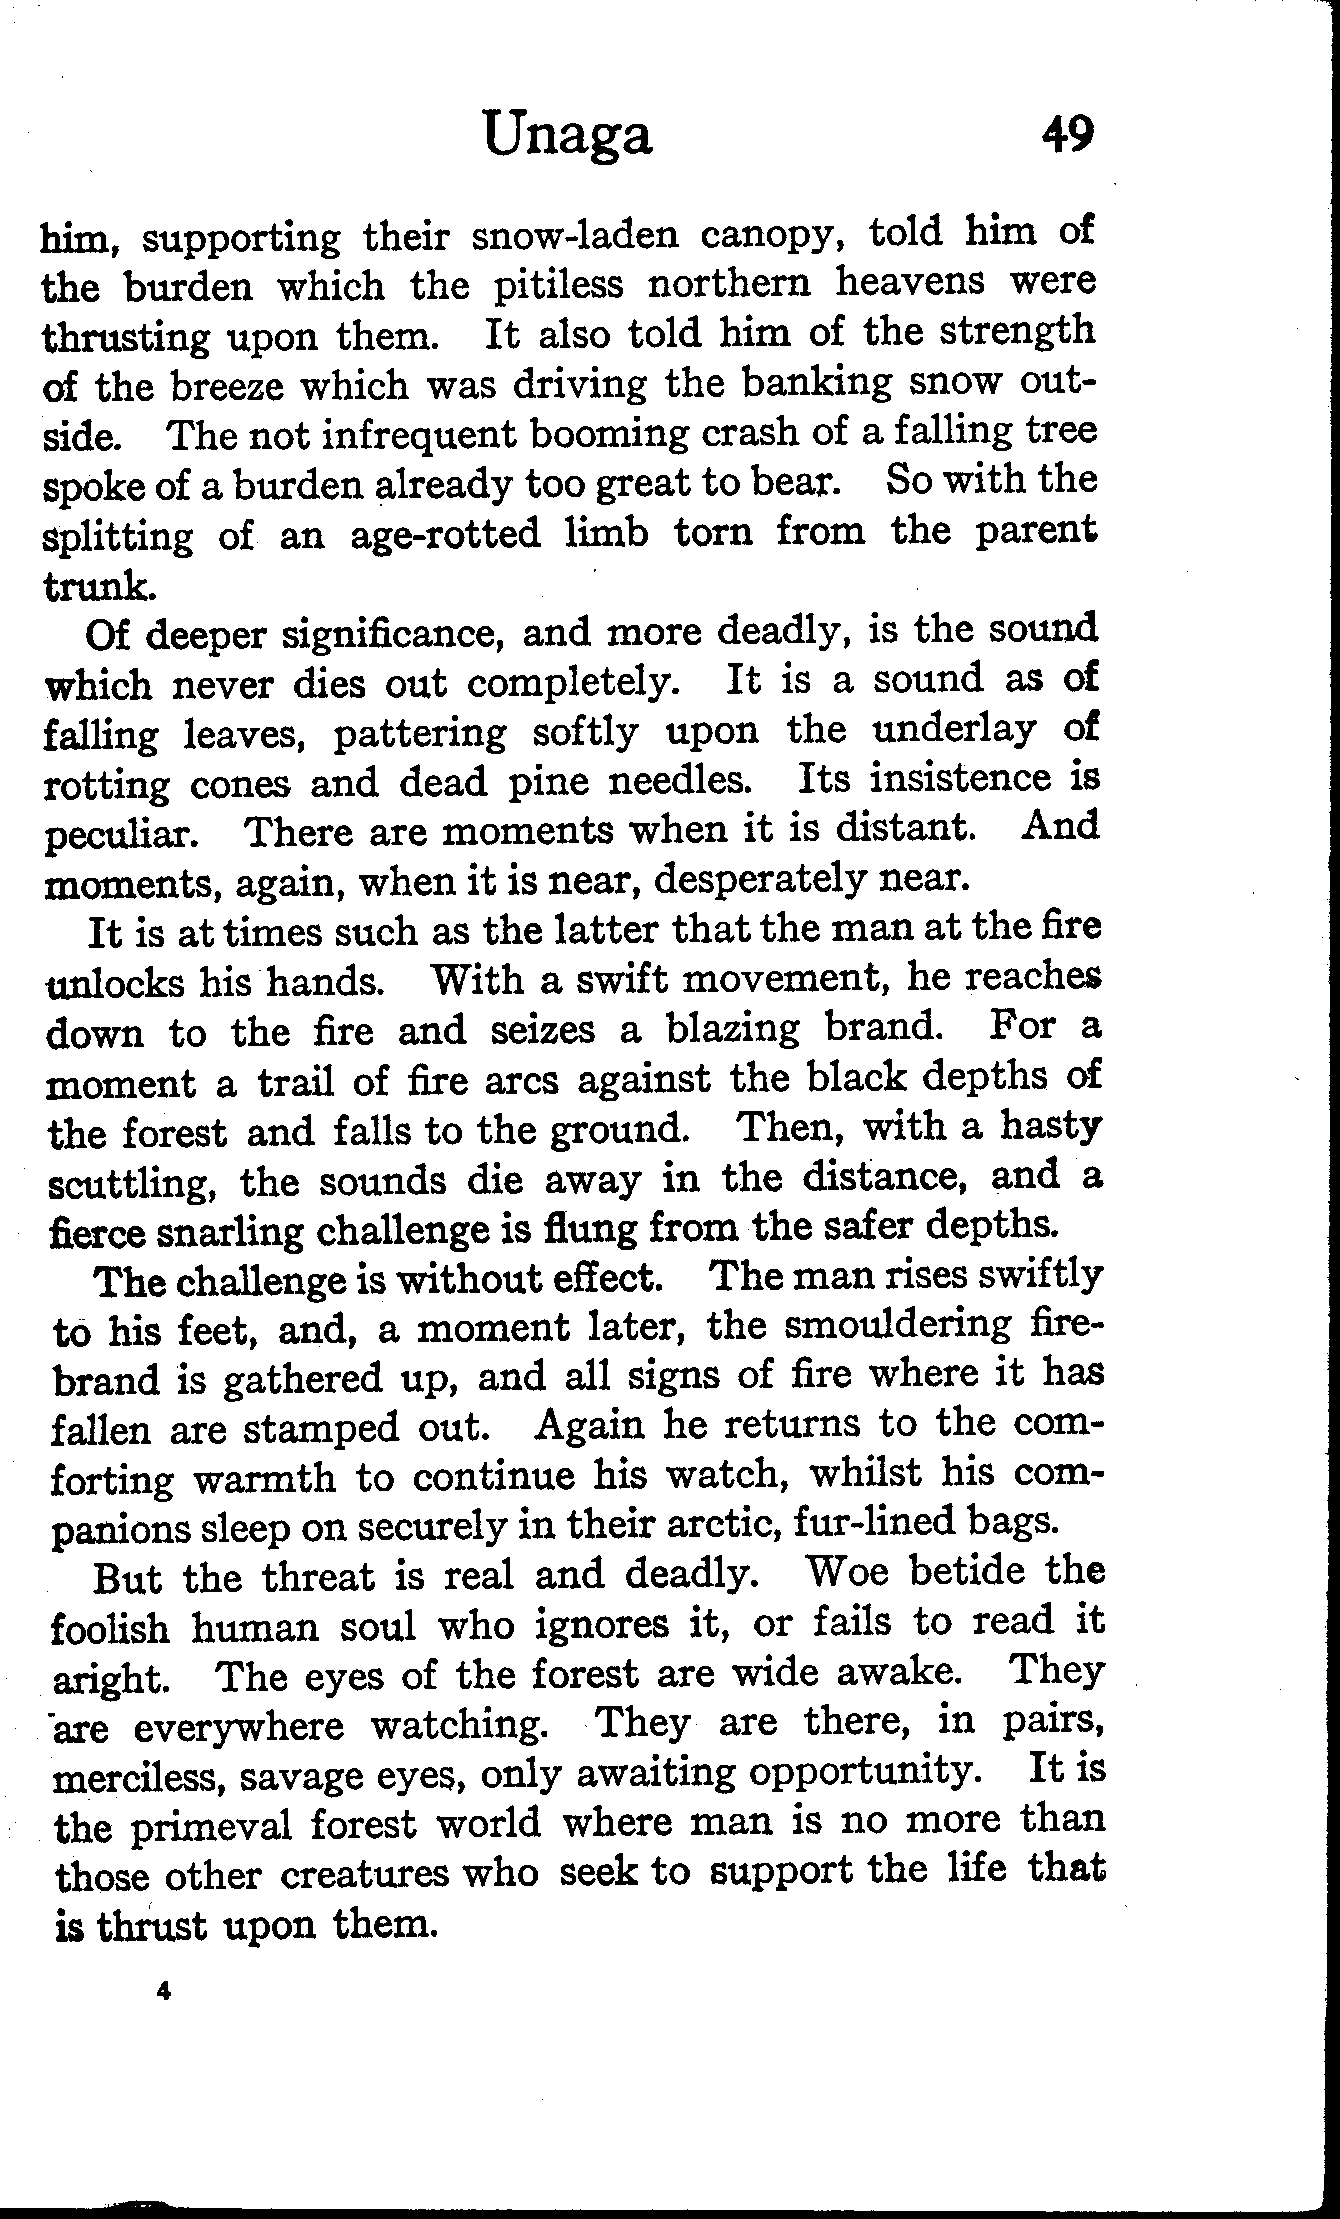 Unaga 49
him, supporting their snow-laden canopy, told him of
the burden which the pitiless northern heavens were
thrusting upon them. It also told him of the strength
of the breeze which was driving the banking snow out-
side. The not infrequent booming crash of a falling tree
spoke of a burden already too great to bear. So with the
splitting of an age-rotted limb torn from the parent
trunk.
Of deeper significance, and more deadly, is the sound
which never dies out completely. It is a sound as of
falling leaves, pattering softly upon the underlay of
rotting cones and dead pine needles. Its insistence is
peculiar. There are moments when it is distant. And
moments, again, when it is near, desperately near.
It is at times such as the latter that the man at the fire
unlocks his hands. With a swift movement, he reaches
down to the fire and seizes a blazing brand. For a
moment a trail of fire arcs against the black depths of
the forest and falls to the ground. Then, with a hasty
scuttling, the sounds die away in the distance, and a
fierce snarling challenge is flung from the safer depths.
The challenge is without effect. The man rises swiftly
to his feet, and, a moment later, the smouldering fire-
brand is gathered up, and all signs of fire where it has
fallen are stamped out. Again he returns to the com-
forting warmth to continue his watch, whilst his com-
panions sleep on securely in their arctic, fur-lined bags.
But the threat is real and deadly. Woe betide the
foolish human soul who ignores it, or fails to read it
aright. The eyes of the forest are wide awake. They
are everywhere watching. They are there, in pairs,
merciless, savage eyes, only awaiting opportunity. It is
the primeval forest world where man is no more than
those other creatures who seek to support the life that
is thrust upon them.
4